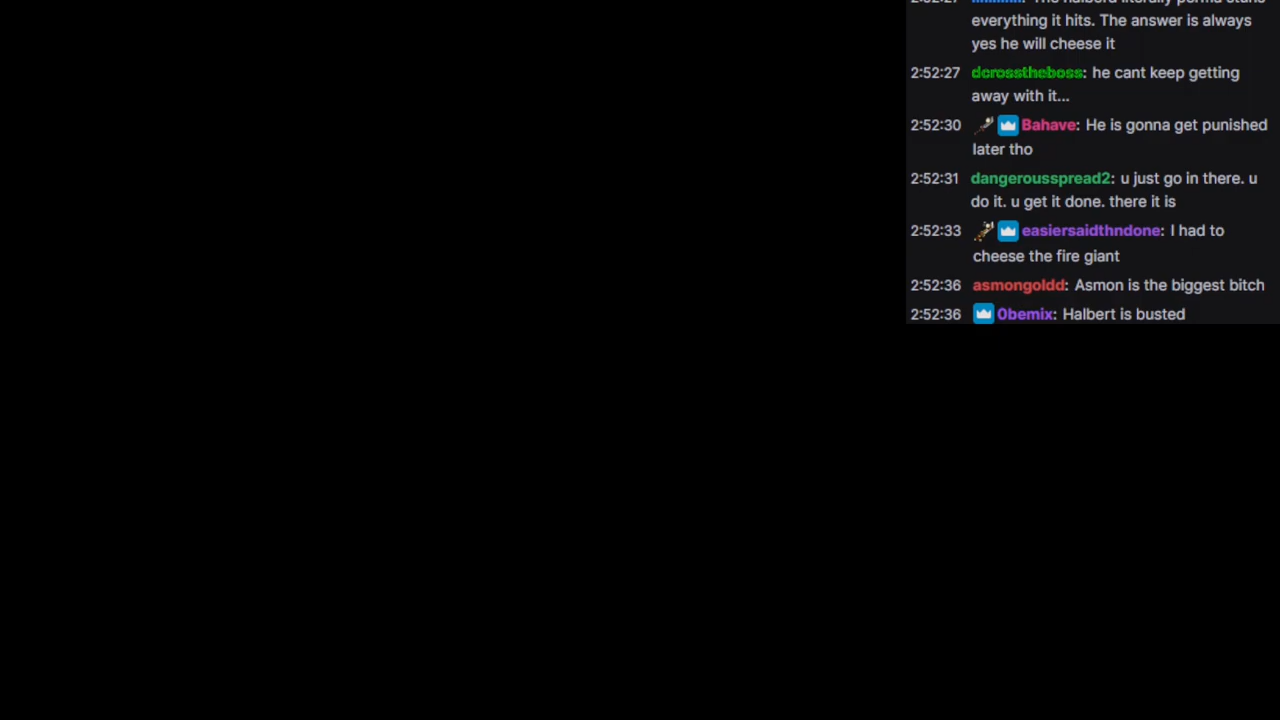 everything it hits. The answer is always
yes he will cheese it
2:52:27 dcrosstheboss: he cant keep getting
away with it...
2:52:30 Bahave: He is gonna get punished
later tho
2:52:31 dangerousspread2: u just go in there. u
do it. u get it done. there it is
2:52:33 easiersaidthndone: I had to
cheese the fire giant
2:52:36 asmongoldd: Asmon is the biggest bitch
2:52:36 0bemix: Halbert is busted